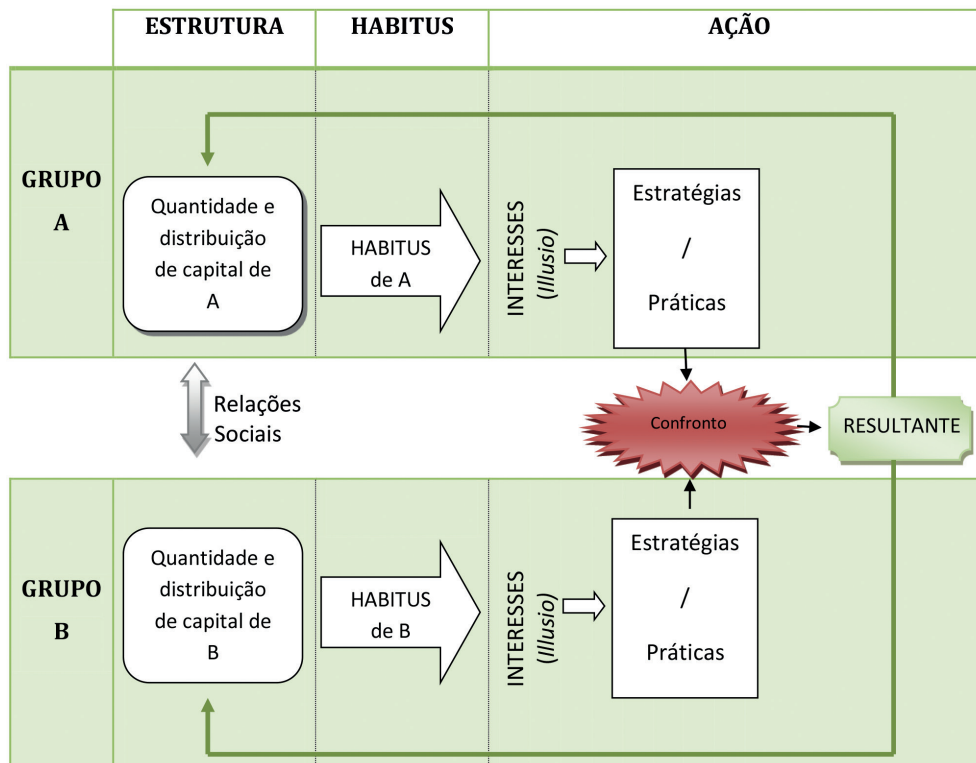 ESTRUTURA
HABITUS
AÇÃO
GRUPO
A
Quantidade e
distribuição
de capital de
A
HABITUS
de A
INTERESSES
(Illusio)
Estratégias
/
Práticas
Relações
Sociais
Confronto
RESULTANTE
GRUPO
B
Quantidade e
distribuição
de capital de
B
HABITUS
de B
INTERESSES
(Illusio)
Estratégias
/
Práticas